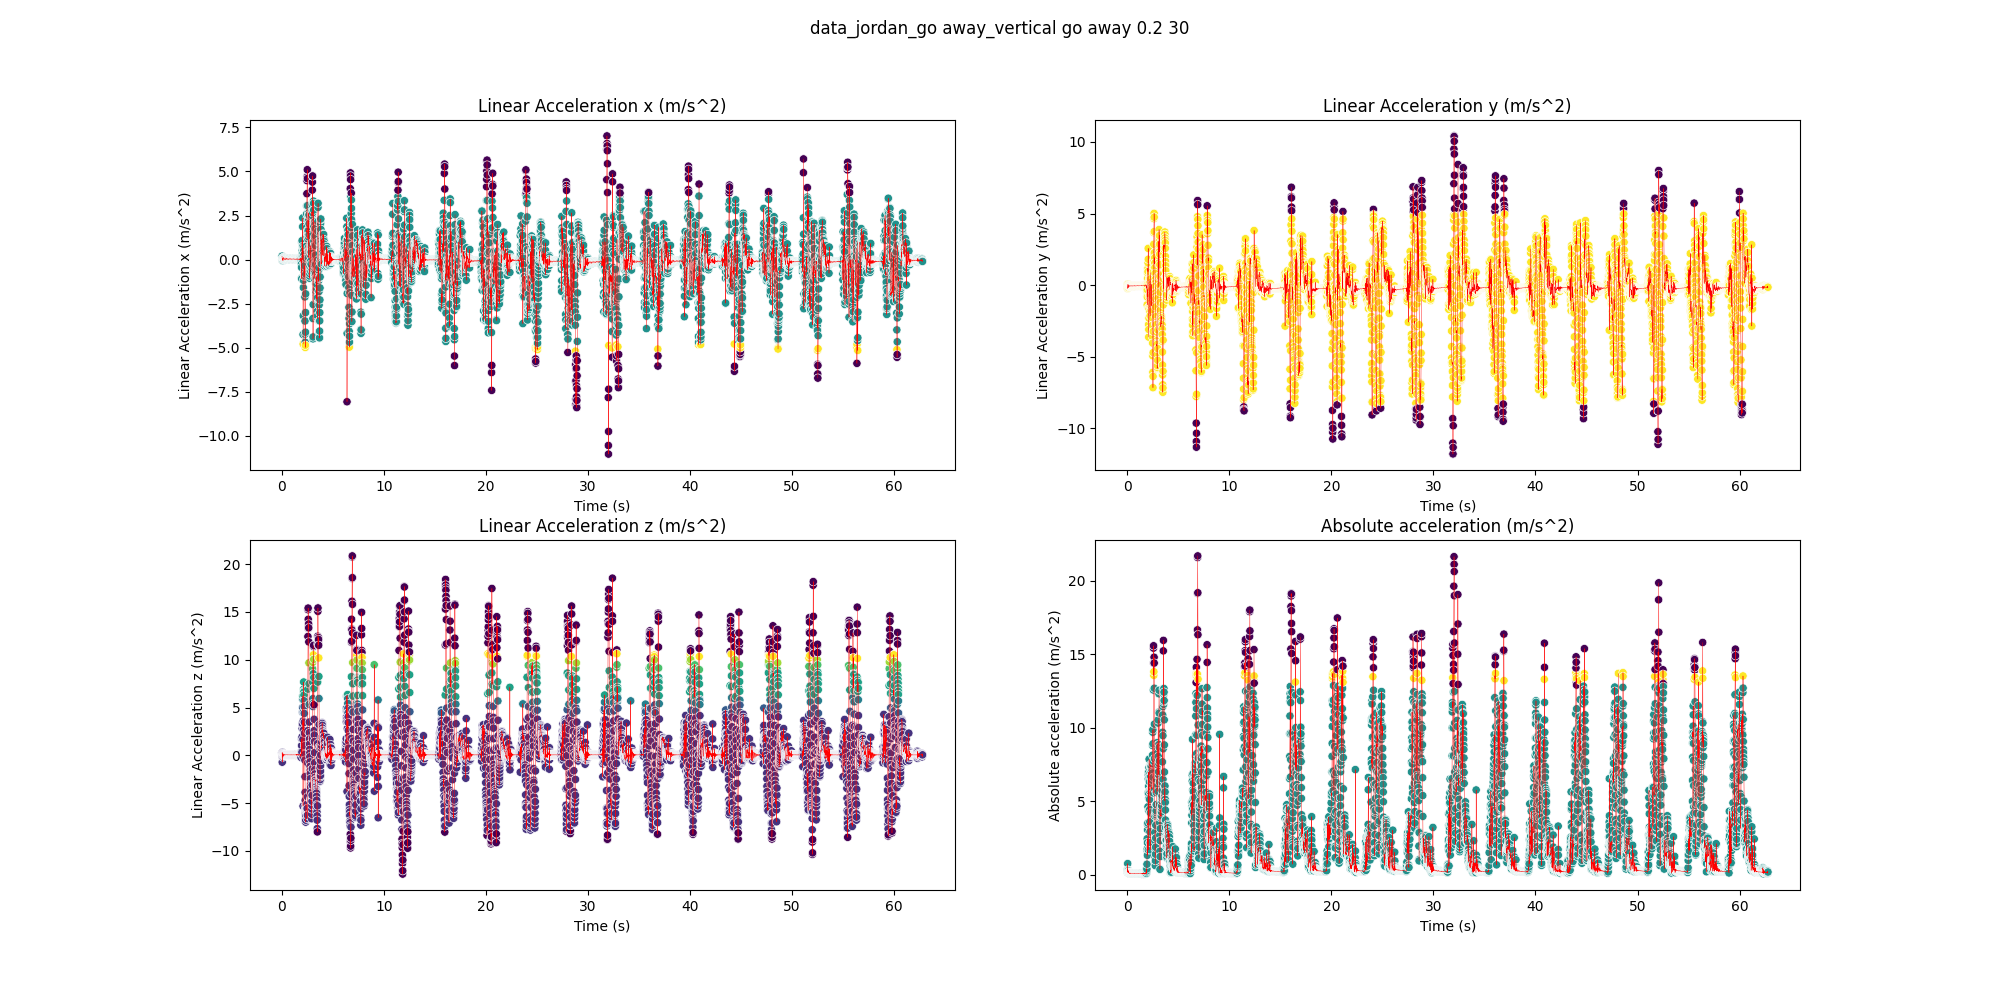 data_jordan_go away_vertical go away 0.2 30
Linear Acceleration x (m/s^2)
Linear Acceleration x (m/s^2)
7.5
5.0
2.5
0.0
−2.5
−5.0
−7.5
−10.0
0 10 20 30 40 50 60
Time (s)
Linear Acceleration y (m/s^2)
Linear Acceleration y (m/s^2)
10
5
0
−5
−10
0 10 20 30 40 50 60
Time (s)
Linear Acceleration z (m/s^2)
Linear Acceleration z (m/s^2)
20
15
10
5
0
−5
−10
0 10 20 30 40 50 60
Time (s)
Absolute acceleration (m/s^2)
Absolute acceleration (m/s^2)
20
15
10
5
0
0 10 20 30 40 50 60
Time (s)